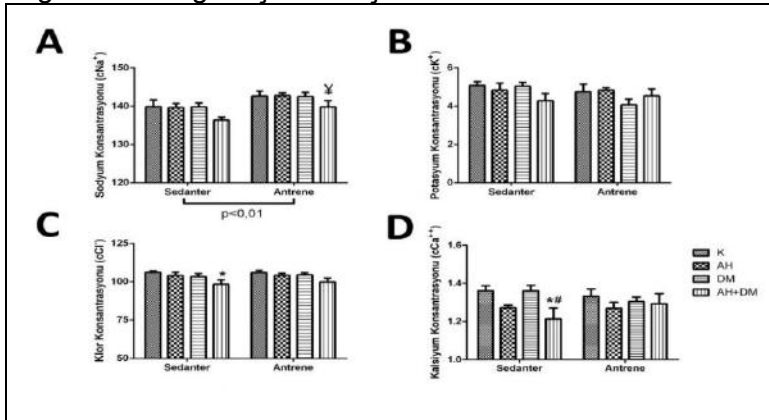 A
Sodyum Konsantrasyonu (cNa⁺)
150
140
130
120
¥
Sedanter
Antrene
p<0,01
B
Potasyum Konsantrasyonu (cK⁺)
6
4
2
0
Sedanter
Antrene
C
Klor Konsantrasyonu (cCl⁻)
125
100
75
50
*
Sedanter
Antrene
D
Kalsiyum Konsantrasyonu (cCa⁺⁺)
1.6
1.4
1.2
1.0
*#
Sedanter
Antrene
K
AH
DM
AH+DM